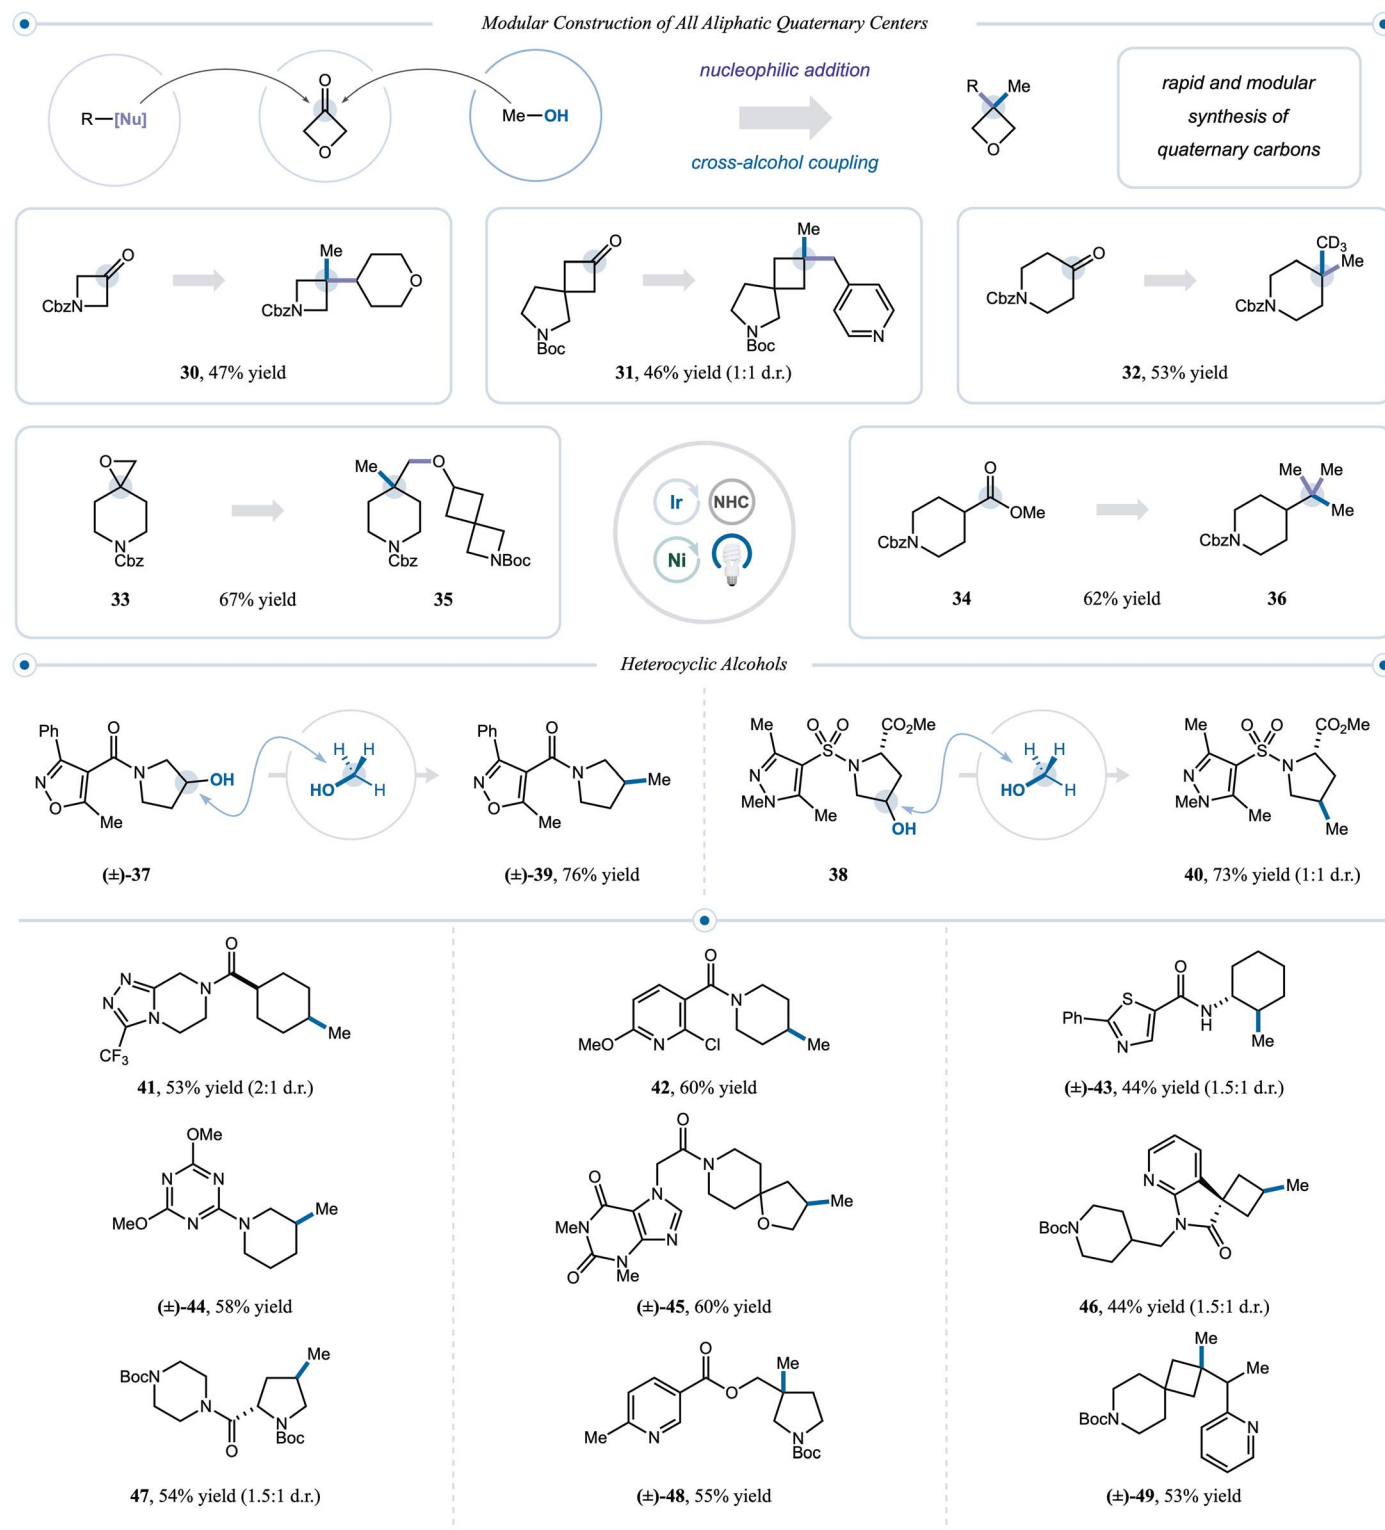 Modular Construction of All Aliphatic Quaternary Centers
R—[Nu]
O
O
Me—OH
nucleophilic addition
cross-alcohol coupling
R
Me
O
rapid and modular
synthesis of
quaternary carbons
O
CbzN
Me
O
CbzN
30, 47% yield
O
N
Boc
Me
N
N
Boc
31, 46% yield (1:1 d.r.)
O
CbzN
CD3
Me
CbzN
32, 53% yield
O
N
Cbz
33
67% yield
Me
O
N
Cbz
NBoc
35
Ir
NHC
Ni
O
OMe
CbzN
34
62% yield
Me Me
Me
CbzN
36
Heterocyclic Alcohols
Ph
O
N
N
O
Me
OH
(±)-37
H H
HO H
Ph
O
N
N
O
Me
Me
(±)-39, 76% yield
Me
O O
S
CO2Me
N
N
MeN
Me
OH
38
H H
HO H
Me
O O
S
CO2Me
N
N
MeN
Me
Me
40, 73% yield (1:1 d.r.)
O
N
N
N
N
CF3
Me
41, 53% yield (2:1 d.r.)
O
N
MeO
N
Cl
Me
42, 60% yield
O
S
Ph
N
N
H
Me
(±)-43, 44% yield (1.5:1 d.r.)
OMe
N
N
MeO
N
N
Me
(±)-44, 58% yield
O
N
O
N
MeN
N
O
N
Me
O
Me
(±)-45, 60% yield
N
Me
BocN
N
O
46, 44% yield (1.5:1 d.r.)
BocN
N
O
N
Boc
Me
47, 54% yield (1.5:1 d.r.)
O
O
Me
Me
N
N
Boc
(±)-48, 55% yield
Me
Me
BocN
N
(±)-49, 53% yield